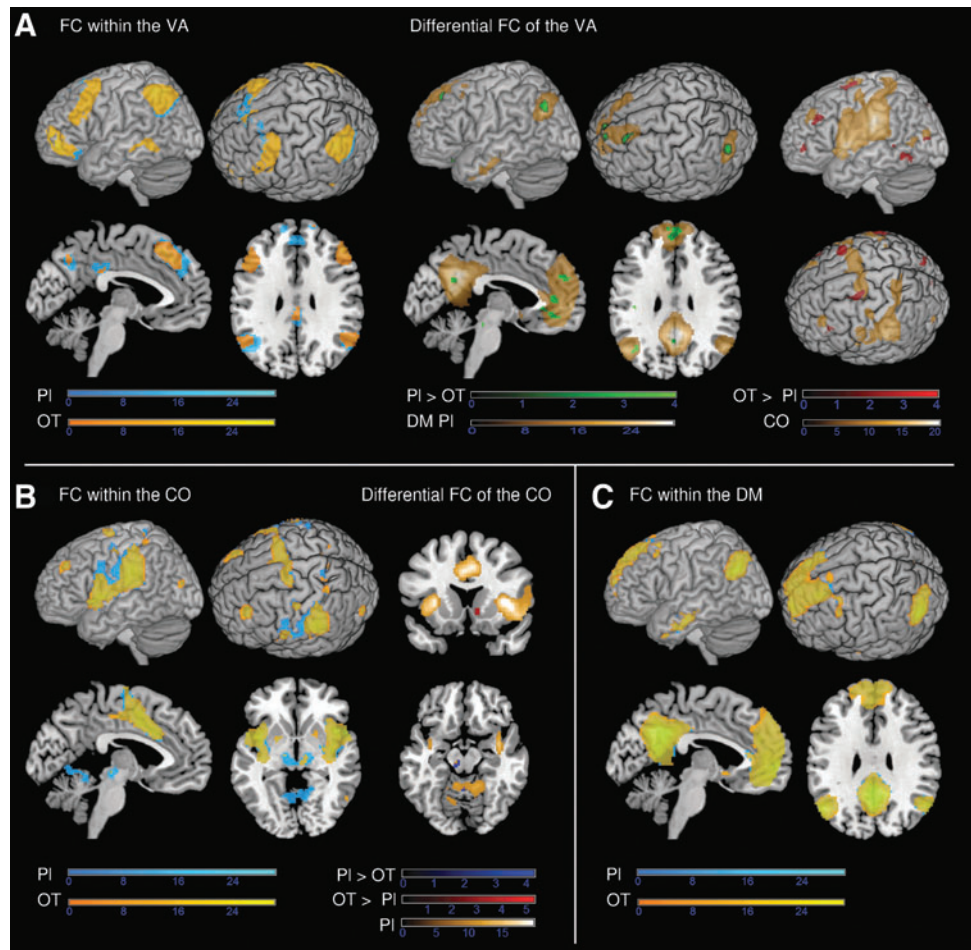 A FC within the VA Differential FC of the VA
PI 0 8 16 24
OT 0 8 16 24
PI > OT 0 1 2 3 4
DM PI 0 8 16 24
OT > PI 0 1 2 3 4
CO 0 5 10 15 20
B FC within the CO Differential FC of the CO
PI 0 8 16 24
OT 0 8 16 24
PI > OT 0 1 2 3 4
OT > PI 1 2 3 4 5
PI 0 5 10 15
C FC within the DM
PI 0 8 16 24
OT 0 8 16 24